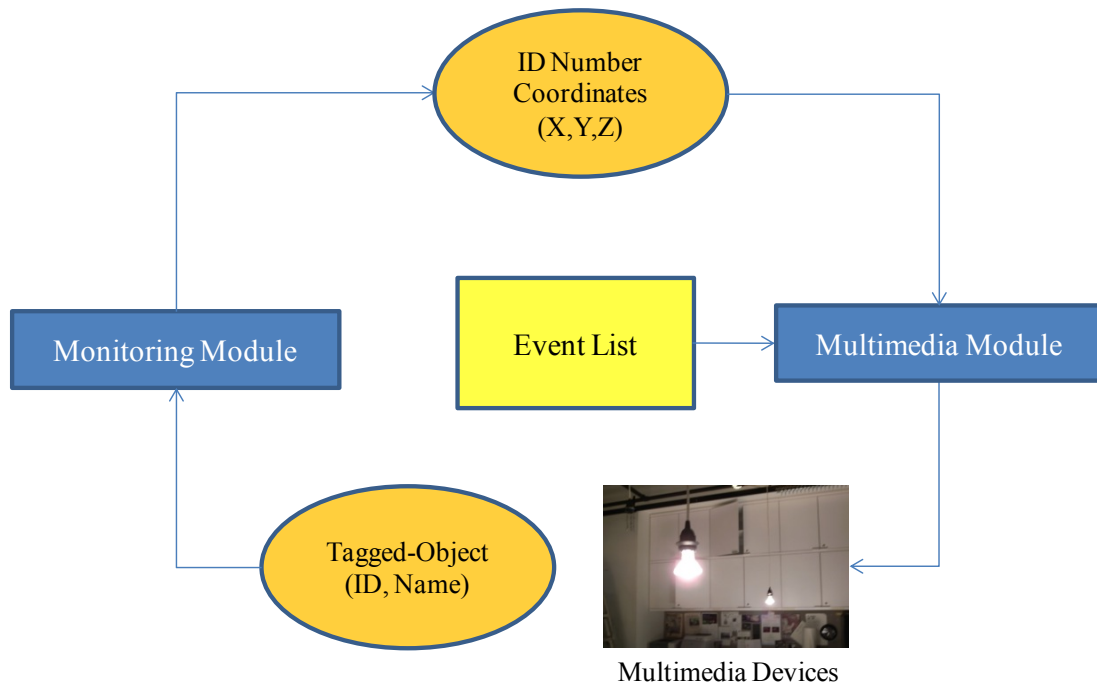 ID Number
Coordinates
(X,Y,Z)
Monitoring Module
Event List
Multimedia Module
Tagged-Object
(ID, Name)
Multimedia Devices